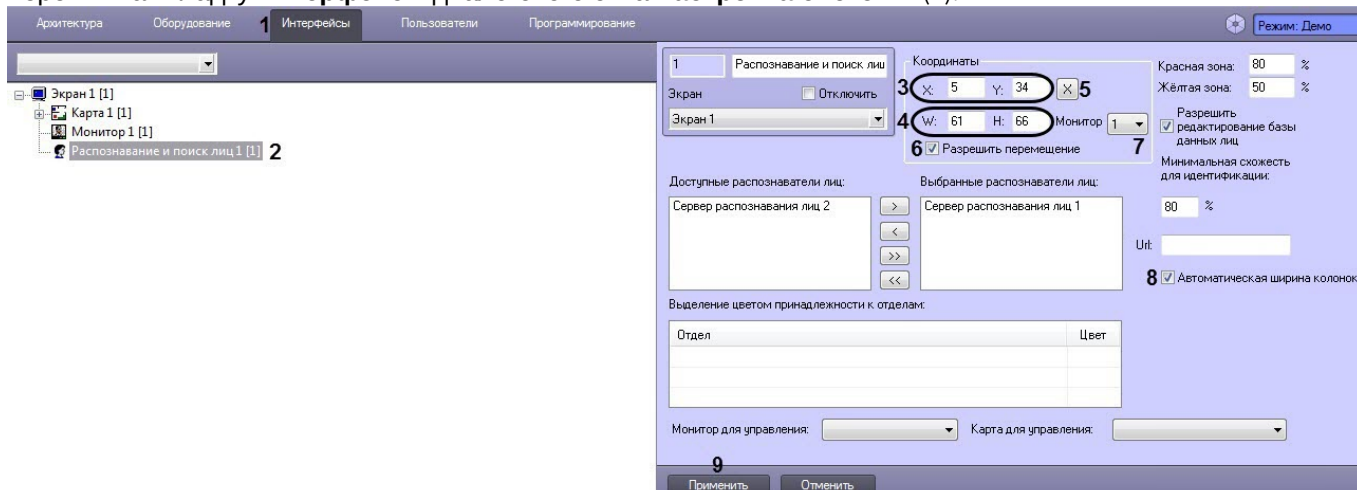 Архитектура Оборудование 1 Интерфейсы Пользователи Программирование Режим: Демо
Экран 1 [1]
Карта 1 [1]
Монитор 1 [1]
Распознавание и поиск лиц 1 [1] 2
1 Распознавание и поиск лиц
Экран Отключить
Экран 1
Координаты
3 X: 5 Y: 34 X 5
4 W: 61 H: 66 Монитор 1
6 Разрешить перемещение 7
Красная зона: 80 %
Жёлтая зона: 50 %
Разрешить
редактирование базы
данных лиц
Минимальная схожесть
для идентификации:
80 %
Url:
8 Автоматическая ширина колонок
Доступные распознаватели лиц:
Сервер распознавания лиц 2
>
<
>>
<<
Выбранные распознаватели лиц:
Сервер распознавания лиц 1
Выделение цветом принадлежности к отделам:
Отдел Цвет
Монитор для управления: Карта для управления:
9
Применить Отменить